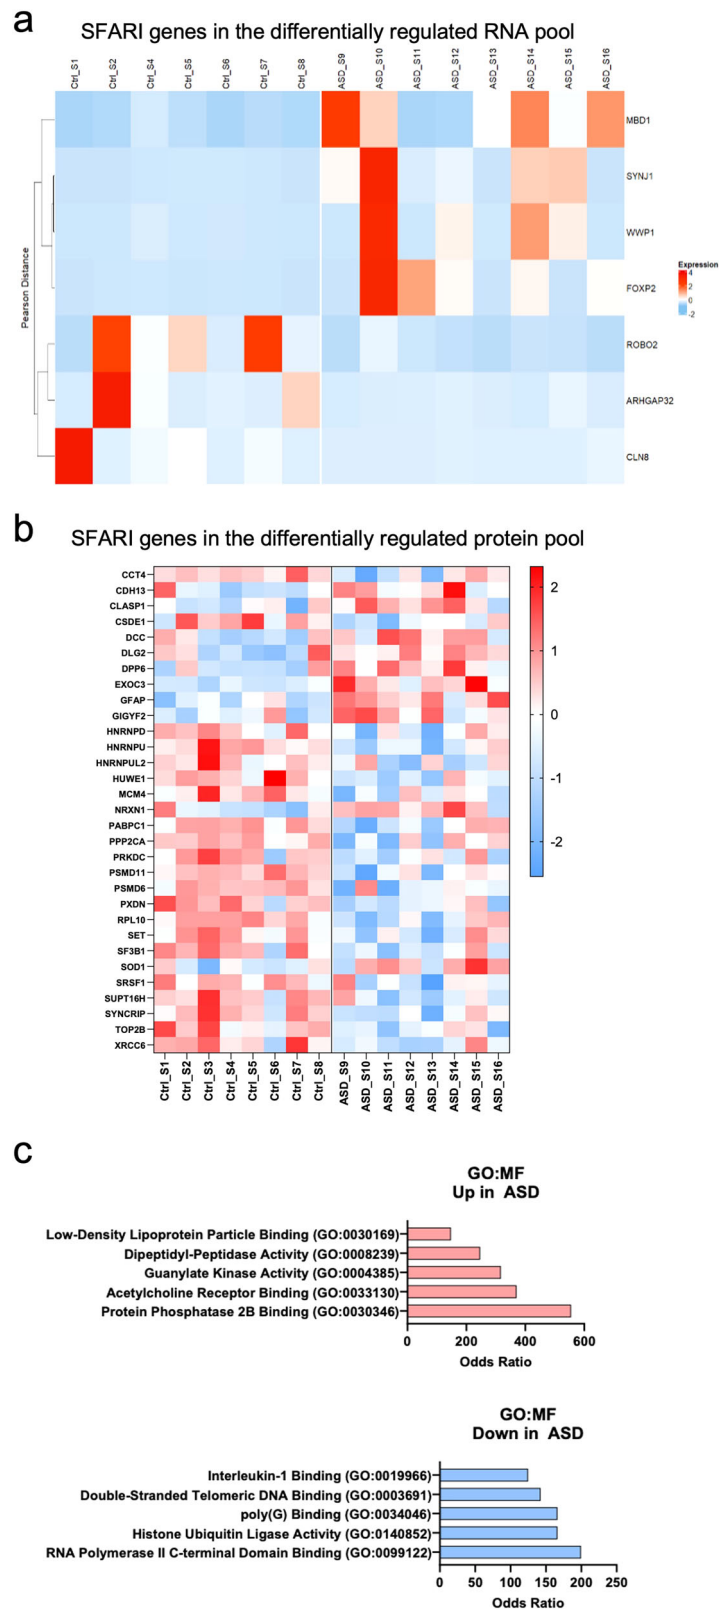 a
SFARI genes in the differentially regulated RNA pool
Ctrl_S1 Ctrl_S2 Ctrl_S4 Ctrl_S5 Ctrl_S6 Ctrl_S7 Ctrl_S8 ASD_S9 ASD_S10 ASD_S11 ASD_S12 ASD_S13 ASD_S14 ASD_S15 ASD_S16
Pearson Distance
MBD1
SYNJ1
WWP1
FOXP2
ROBO2
ARHGAP32
CLN8
Expression
4
2
0
-2
b
SFARI genes in the differentially regulated protein pool
CCT4
CDH13
CLASP1
CSDE1
DCC
DLG2
DPP6
EXOC3
GFAP
GIGYF2
HNRNPD
HNRNPU
HNRNPUL2
HUWE1
MCM4
NRXN1
PABPC1
PPP2CA
PRKDC
PSMD11
PSMD6
PXDN
RPL10
SET
SF3B1
SOD1
SRSF1
SUPT16H
SYNCRIP
TOP2B
XRCC6
2
1
0
-1
-2
Ctrl_S1 Ctrl_S2 Ctrl_S3 Ctrl_S4 Ctrl_S5 Ctrl_S6 Ctrl_S7 Ctrl_S8 ASD_S9 ASD_S10 ASD_S11 ASD_S12 ASD_S13 ASD_S14 ASD_S15 ASD_S16
c
GO:MF
Up in ASD
Low-Density Lipoprotein Particle Binding (GO:0030169)
Dipeptidyl-Peptidase Activity (GO:0008239)
Guanylate Kinase Activity (GO:0004385)
Acetylcholine Receptor Binding (GO:0033130)
Protein Phosphatase 2B Binding (GO:0030346)
0 200 400 600
Odds Ratio
GO:MF
Down in ASD
Interleukin-1 Binding (GO:0019966)
Double-Stranded Telomeric DNA Binding (GO:0003691)
poly(G) Binding (GO:0034046)
Histone Ubiquitin Ligase Activity (GO:0140852)
RNA Polymerase II C-terminal Domain Binding (GO:0099122)
0 50 100 150 200 250
Odds Ratio